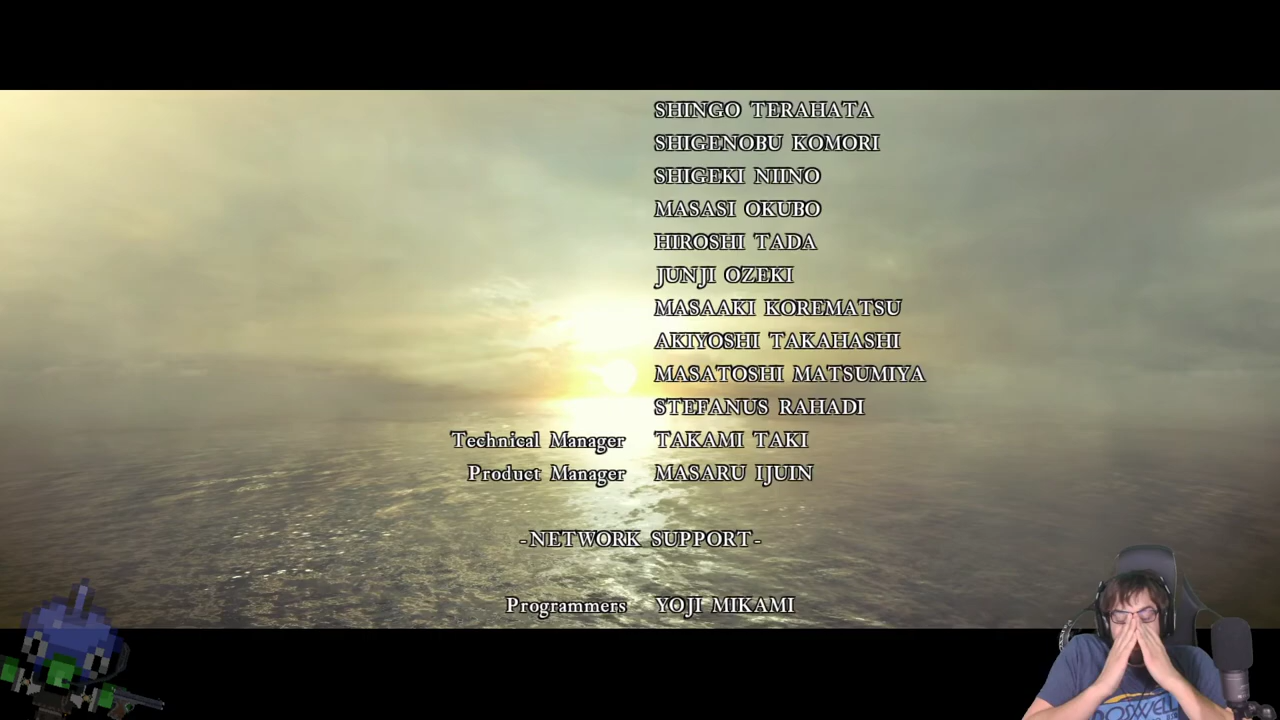 SHINGO TERAHATA
SHIGENOBU KOMORI
SHIGEKI NIINO
MASASI OKUBO
HIROSHI TADA
JUNJI OZEKI
MASAAKI KOREMATSU
AKIYOSHI TAKAHASHI
MASATOSHI MATSUMIYA
STEFANUS RAHADI
Technical Manager TAKAMI TAKI
Product Manager MASARU IJUIN
-NETWORK SUPPORT-
Programmers YOJI MIKAMI